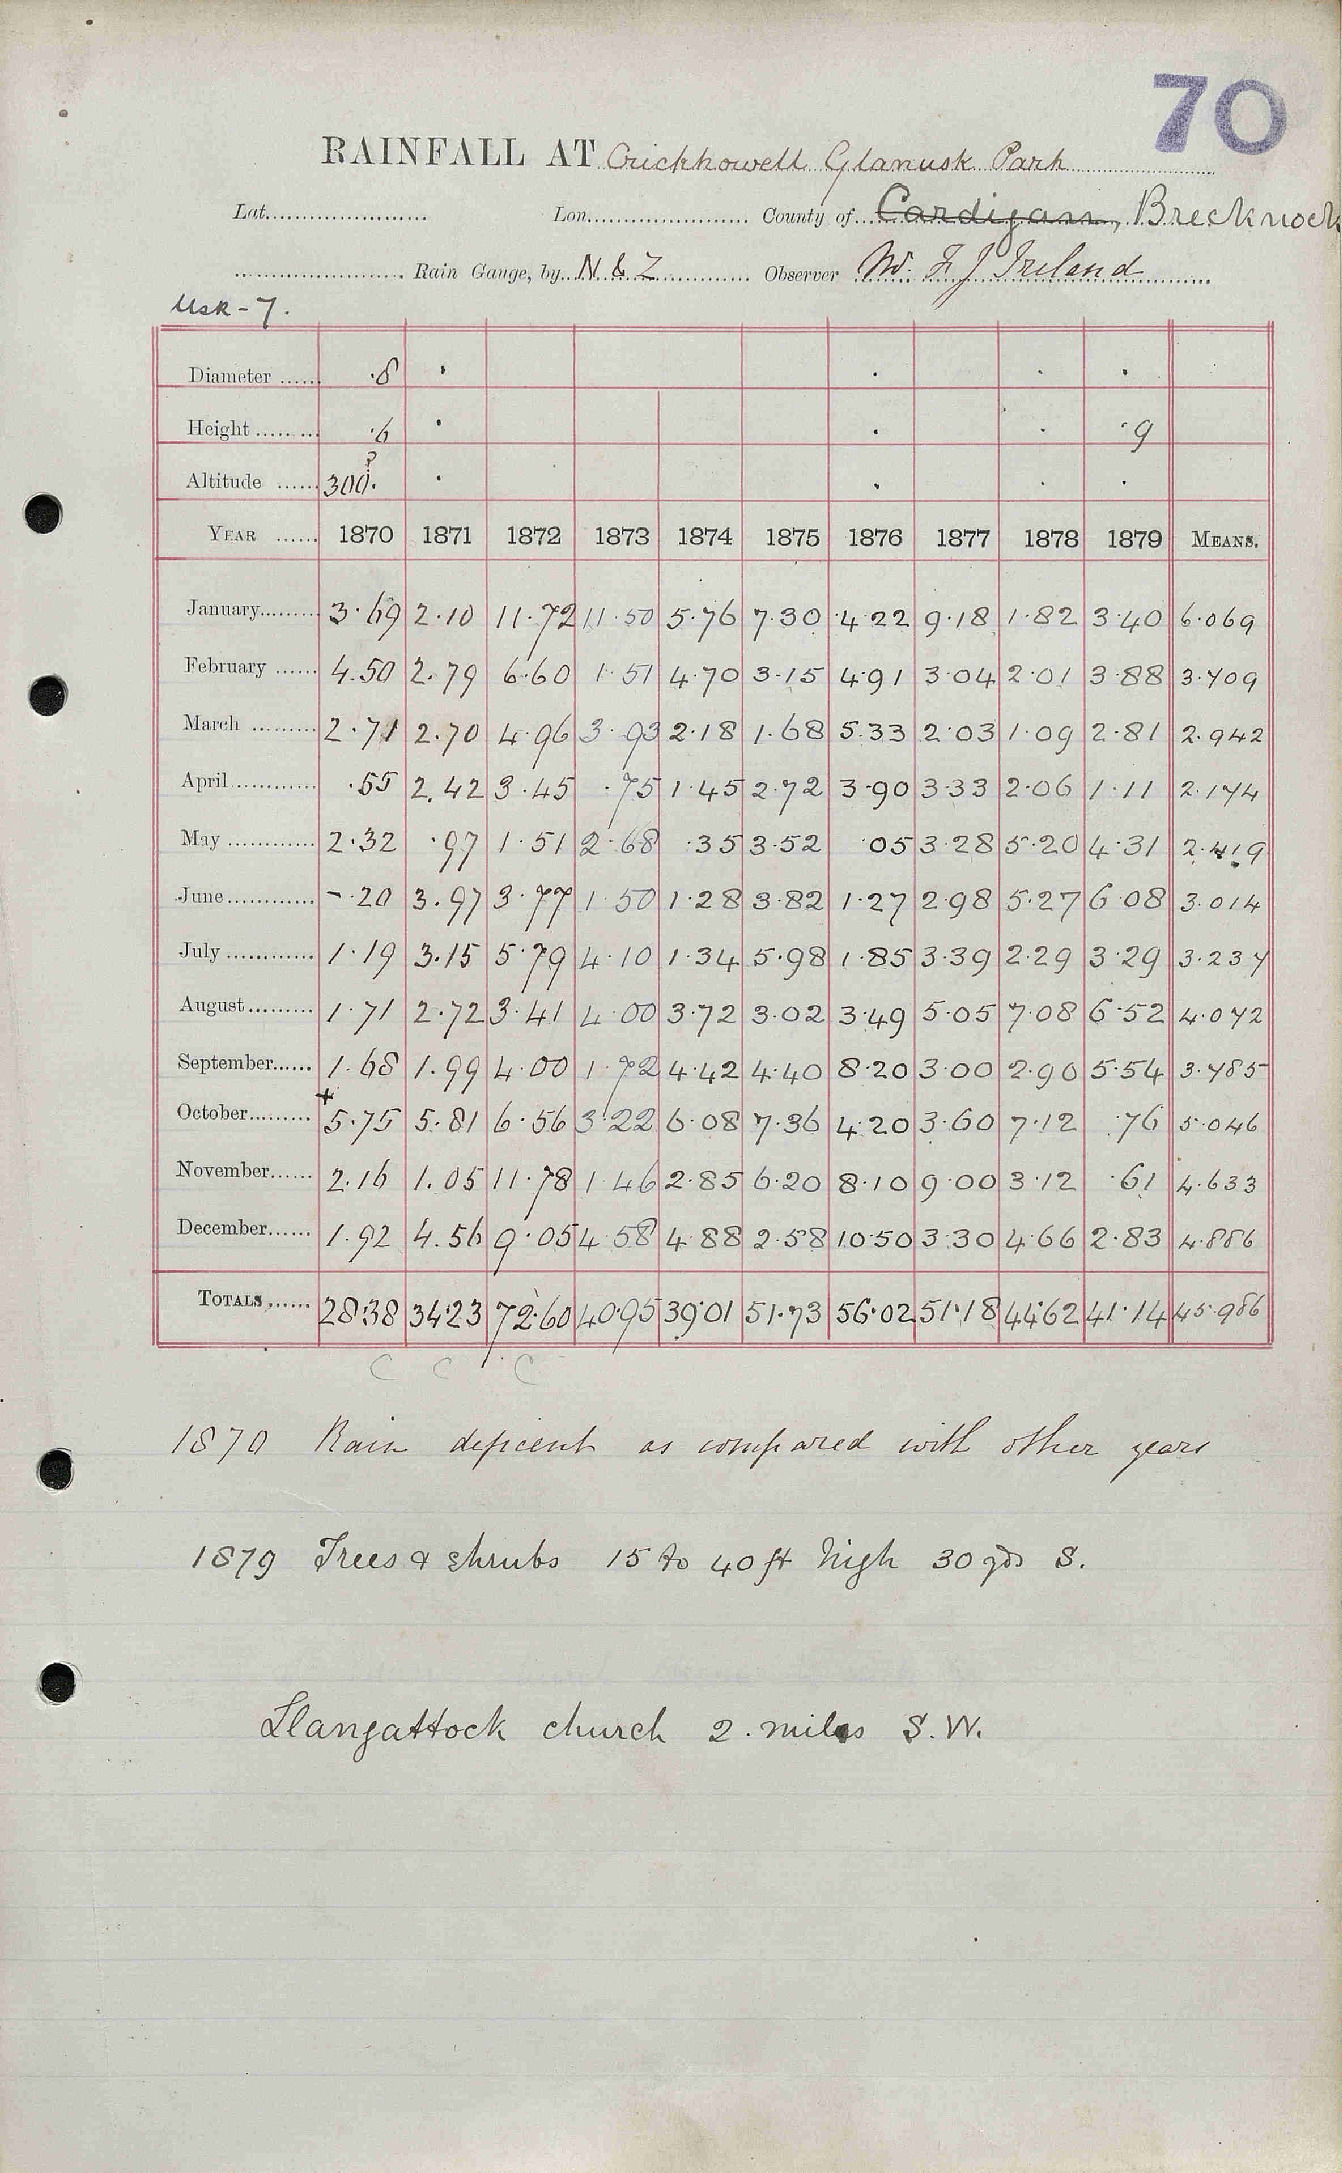 70
RAINFALL AT Crickhowell Glanusk Park
Lat. Lon. County of Cardigan, Brecknock
Rain Gauge, by N & Z Observer W. F J Ireland
Usk-7.
Diameter ...... ·8 · · · ·
Height ......... ·6 · · · ·9
Altitude ...... 300? · · · ·
YEAR ...... 1870 1871 1872 1873 1874 1875 1876 1877 1878 1879 MEANS.
January 3·69 2·10 11·72 11·50 5·76 7·30 4·22 9·18 1·82 3·40 6·069
February 4·50 2·79 6·60 1·51 4·70 3·15 4·91 3·04 2·01 3·88 3·709
March 2·71 2·70 4·96 3·93 2·18 1·68 5·33 2·03 1·09 2·81 2·942
April ·55 2·42 3·45 ·75 1·45 2·72 3·90 3·33 2·06 1·11 2·174
May 2·32 ·97 1·51 2·68 ·35 3·52 ·05 3·28 5·20 4·31 2·419
June -·20 3·97 3·77 1·50 1·28 3·82 1·27 2·98 5·27 6·08 3·014
July 1·19 3·15 5·79 4·10 1·34 5·98 1·85 3·39 2·29 3·29 3·237
August 1·71 2·72 3·41 4·00 3·72 3·02 3·49 5·05 7·08 6·52 4·072
September 1·68 1·99 4·00 1·72 4·42 4·40 8·20 3·00 2·90 5·54 3·785
October +5·75 5·81 6·56 3·22 6·08 7·36 4·20 3·60 7·12 ·76 5·046
November 2·16 1·05 11·78 1·46 2·85 6·20 8·10 9·00 3·12 ·61 4·633
December 1·92 4·56 9·05 4·58 4·88 2·58 10·50 3·30 4·66 2·83 4·886
TOTALS 28·38 34·23 72·60 40·95 39·01 51·73 56·02 51·18 44·62 41·14 45·986
C C C
1870 Rain deficient as compared with other years
1879 Trees & shrubs 15 to 40 ft high 30 yds S.
Llangattock church 2. miles S.W.